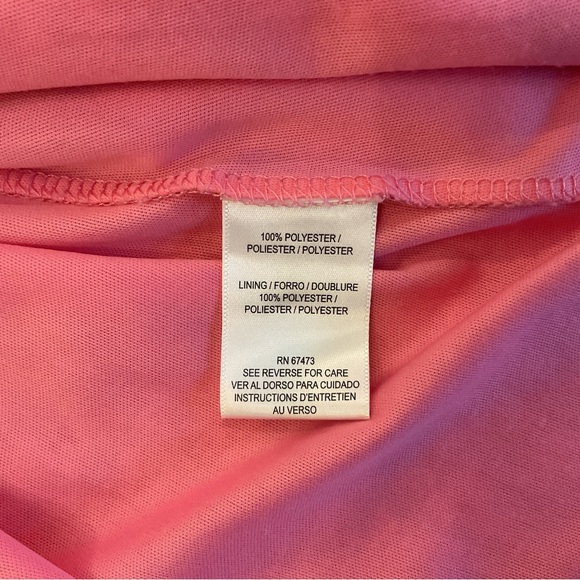 100% POLYESTER /
POLIESTER / POLYESTER
LINING / FORRO / DOUBLURE
100% POLYESTER /
POLIESTER / POLYESTER
RN 67473
SEE REVERSE FOR CARE
VER AL DORSO PARA CUIDADO
INSTRUCTIONS D'ENTRETIEN
AU VERSO